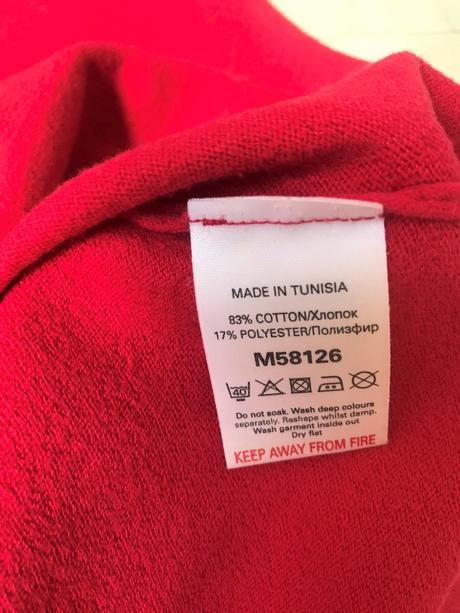 MADE IN TUNISIA
83% COTTON/Хлопок
17% POLYESTER/Полиэфир
M58126
40
Do not soak. Wash deep colours
separately. Reshape whilst damp.
Wash garment inside out
Dry flat
KEEP AWAY FROM FIRE